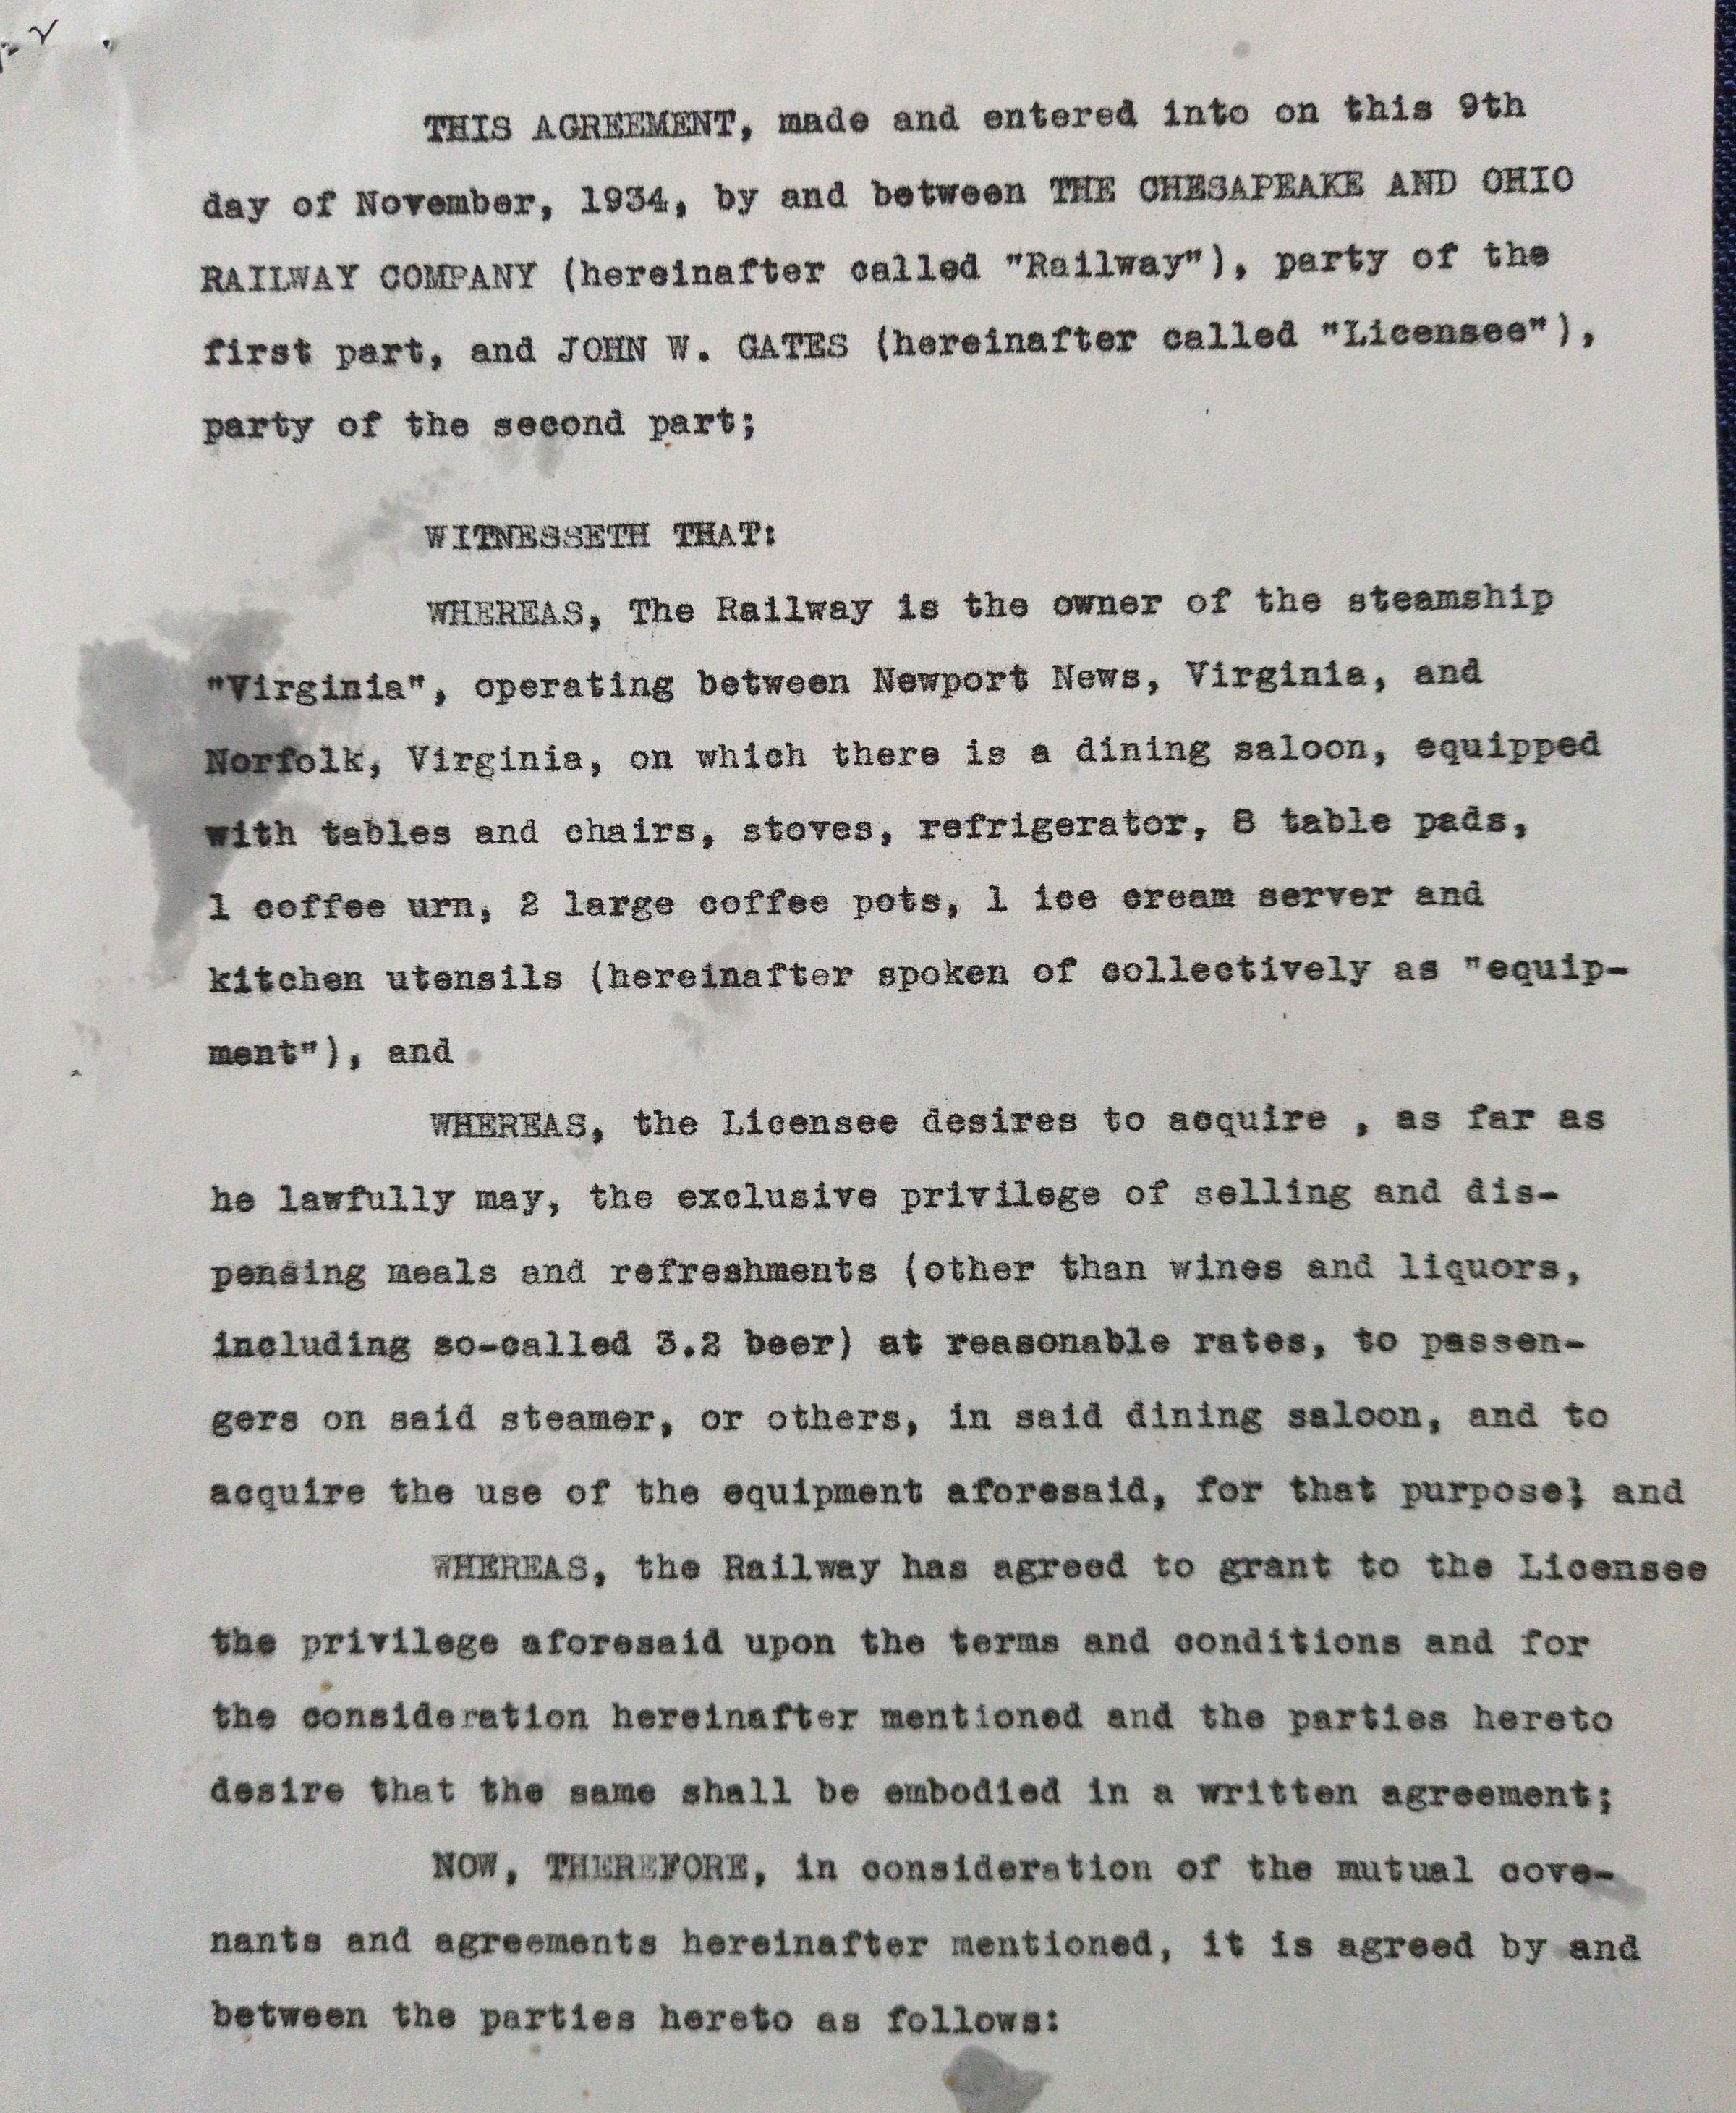 THIS AGREEMENT, made and entered into on this 9th
day of November, 1934, by and between THE CHESAPEAKE AND OHIO
RAILWAY COMPANY (hereinafter called "Railway"), party of the
first part, and JOHN W. GATES (hereinafter called "Licensee"),
party of the second part;
WITNESSETH THAT:
WHEREAS, The Railway is the owner of the steamship
"Virginia", operating between Newport News, Virginia, and
Norfolk, Virginia, on which there is a dining saloon, equipped
with tables and chairs, stoves, refrigerator, 8 table pads,
1 coffee urn, 2 large coffee pots, 1 ice cream server and
kitchen utensils (hereinafter spoken of collectively as "equip-
ment"), and
WHEREAS, the Licensee desires to acquire , as far as
he lawfully may, the exclusive privilege of selling and dis-
pensing meals and refreshments (other than wines and liquors,
including so-called 3.2 beer) at reasonable rates, to passen-
gers on said steamer, or others, in said dining saloon, and to
acquire the use of the equipment aforesaid, for that purpose; and
WHEREAS, the Railway has agreed to grant to the Licensee
the privilege aforesaid upon the terms and conditions and for
the consideration hereinafter mentioned and the parties hereto
desire that the same shall be embodied in a written agreement;
NOW, THEREFORE, in consideration of the mutual cove-
nants and agreements hereinafter mentioned, it is agreed by and
between the parties hereto as follows: